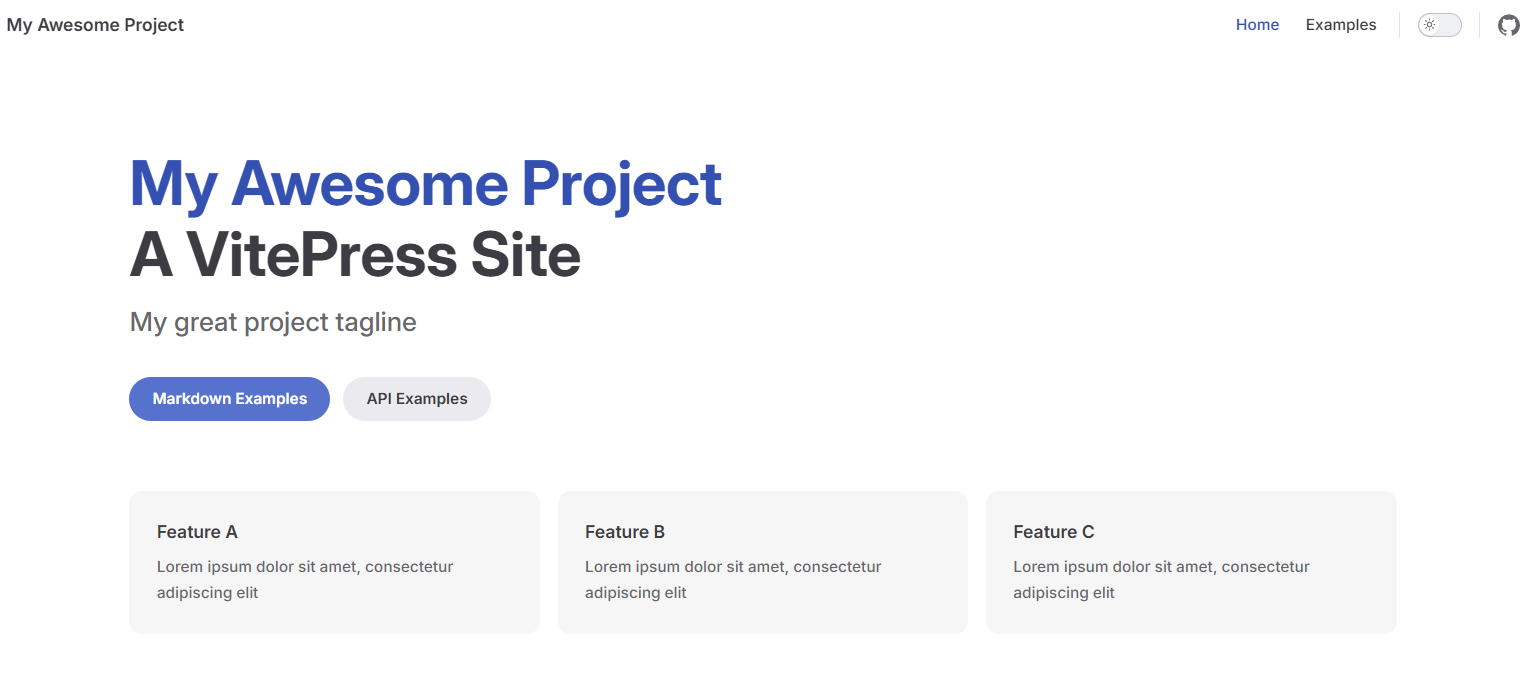 My Awesome Project
Home
Examples
My Awesome Project
A VitePress Site
My great project tagline
Markdown Examples
API Examples
Feature A
Lorem ipsum dolor sit amet, consectetur
adipiscing elit
Feature B
Lorem ipsum dolor sit amet, consectetur
adipiscing elit
Feature C
Lorem ipsum dolor sit amet, consectetur
adipiscing elit